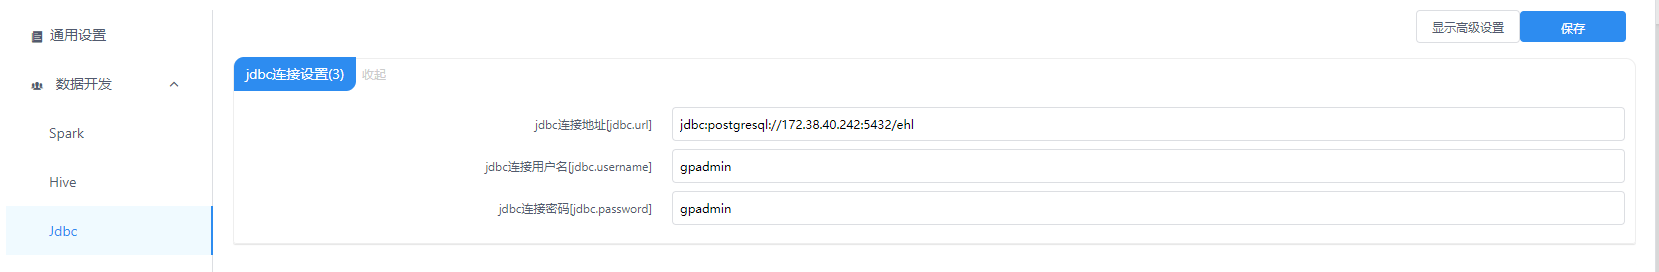 通用设置
数据开发
Spark
Hive
Jdbc
显示高级设置
保存
jdbc连接设置(3)
收起
jdbc连接地址[jdbc.url]
jdbc:postgresql://172.38.40.242:5432/ehl
jdbc连接用户名[jdbc.username]
gpadmin
jdbc连接密码[jdbc.password]
gpadmin